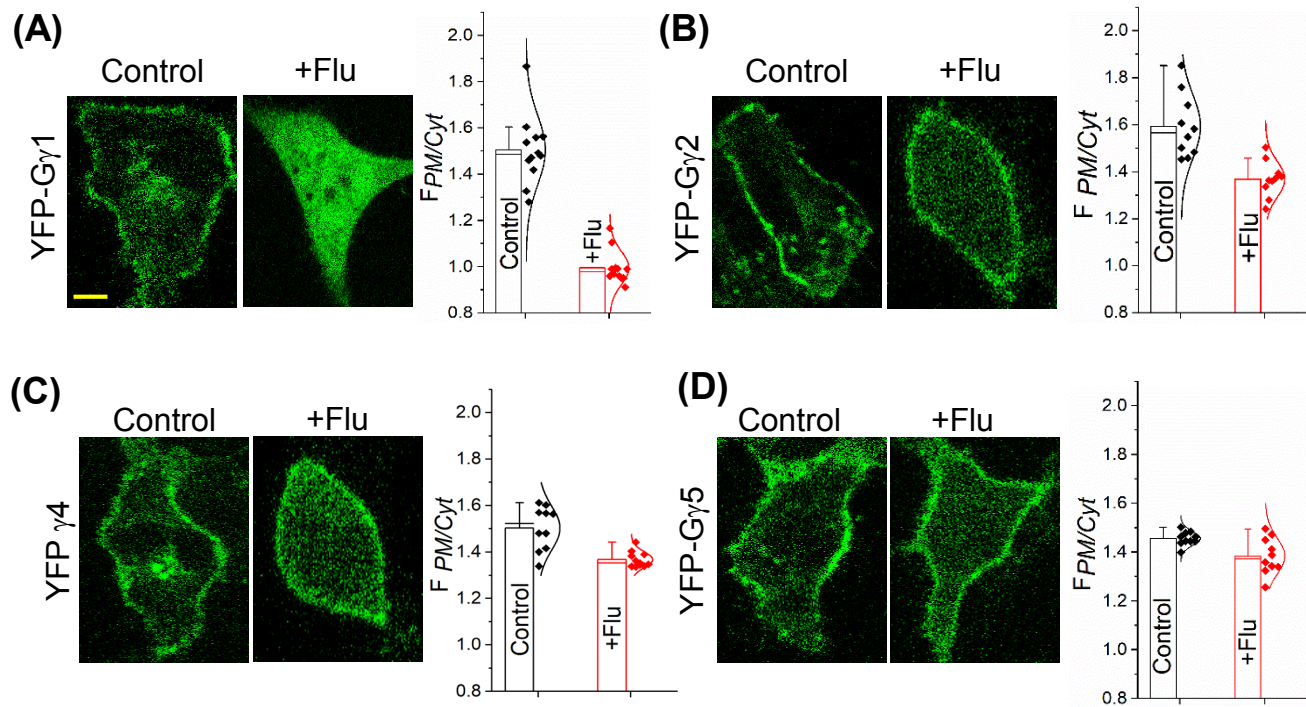 (A)
Control
+Flu
YFP-Gγ1
F PM/Cyt
2.0
1.8
1.6
1.4
1.2
1.0
0.8
Control
+Flu
(B)
Control
+Flu
YFP-Gγ2
F PM/Cyt
2.0
1.8
1.6
1.4
1.2
1.0
0.8
Control
+Flu
(C)
Control
+Flu
YFP γ4
F PM/Cyt
2.0
1.8
1.6
1.4
1.2
1.0
0.8
Control
+Flu
(D)
Control
+Flu
YFP-Gγ5
F PM/Cyt
2.0
1.8
1.6
1.4
1.2
1.0
0.8
Control
+Flu